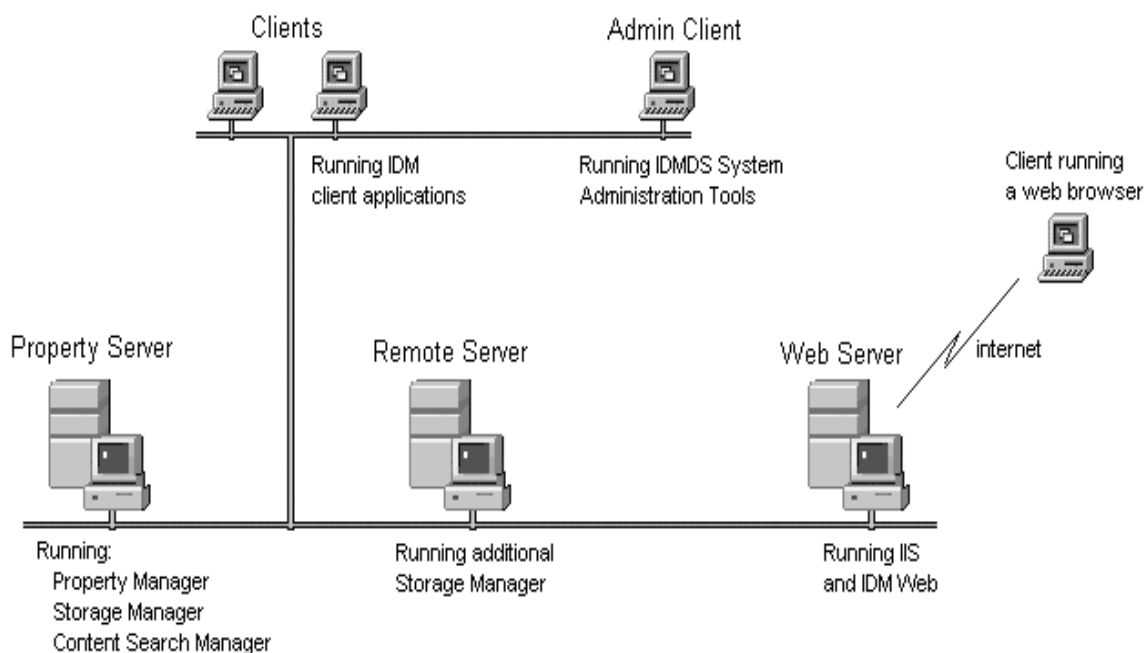 Clients
Admin Client
Running IDM
client applications
Running IDMDS System
Administration Tools
Client running
a web browser
internet
Property Server
Remote Server
Web Server
Running:
Property Manager
Storage Manager
Content Search Manager
Running additional
Storage Manager
Running IIS
and IDM Web